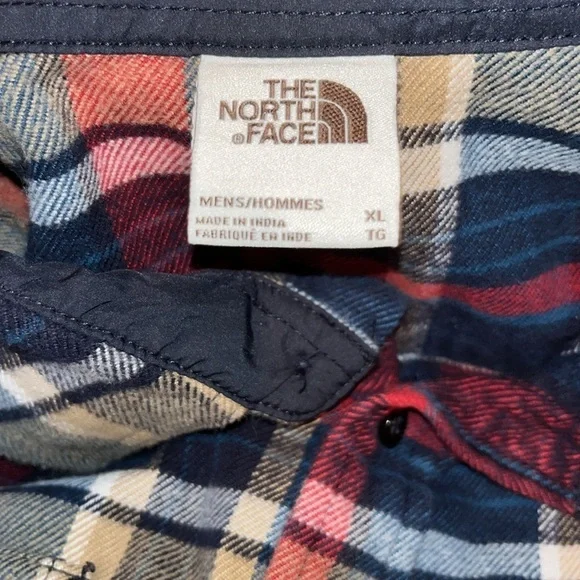 THE
NORTH
®FACE
MENS/HOMMES XL
MADE IN INDIA
FABRIQUÉ EN INDE TG